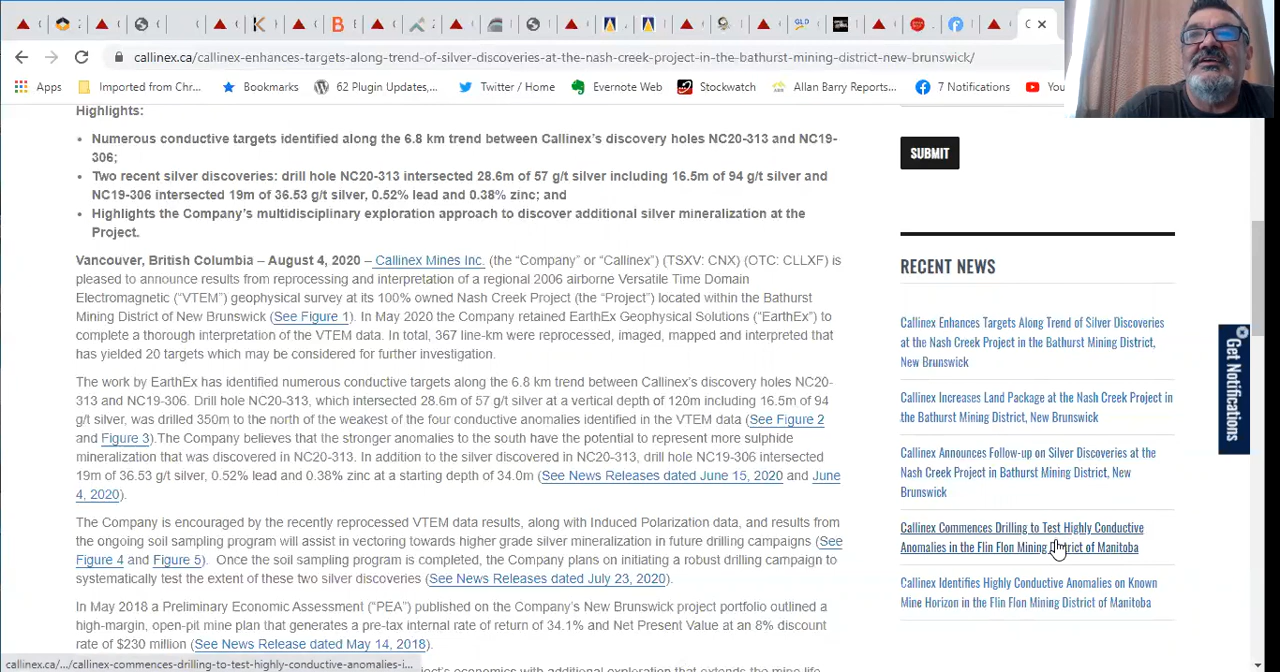 callinex.ca/callinex-enhances-targets-along-trend-of-silver-discoveries-at-the-nash-creek-project-in-the-bathurst-mining-district-new-brunswick/
Apps
Imported from Chr...
Bookmarks
62 Plugin Updates,...
Twitter / Home
Evernote Web
Stockwatch
Allan Barry Reports...
7 Notifications
You
Highlights:
Numerous conductive targets identified along the 6.8 km trend between Callinex's discovery holes NC20-313 and NC19-
306;
Two recent silver discoveries: drill hole NC20-313 intersected 28.6m of 57 g/t silver including 16.5m of 94 g/t silver and
NC19-306 intersected 19m of 36.53 g/t silver, 0.52% lead and 0.38% zinc; and
Highlights the Company's multidisciplinary exploration approach to discover additional silver mineralization at the
Project.
Vancouver, British Columbia – August 4, 2020 – Callinex Mines Inc. (the “Company” or “Callinex”) (TSXV: CNX) (OTC: CLLXF) is
pleased to announce results from reprocessing and interpretation of a regional 2006 airborne Versatile Time Domain
Electromagnetic (“VTEM”) geophysical survey at its 100% owned Nash Creek Project (the “Project”) located within the Bathurst
Mining District of New Brunswick (See Figure 1). In May 2020 the Company retained EarthEx Geophysical Solutions (“EarthEx”) to
complete a thorough interpretation of the VTEM data. In total, 367 line-km were reprocessed, imaged, mapped and interpreted that
has yielded 20 targets which may be considered for further investigation.
The work by EarthEx has identified numerous conductive targets along the 6.8 km trend between Callinex's discovery holes NC20-
313 and NC19-306. Drill hole NC20-313, which intersected 28.6m of 57 g/t silver at a vertical depth of 120m including 16.5m of 94
g/t silver, was drilled 350m to the north of the weakest of the four conductive anomalies identified in the VTEM data (See Figure 2
and Figure 3).The Company believes that the stronger anomalies to the south have the potential to represent more sulphide
mineralization that was discovered in NC20-313. In addition to the silver discovered in NC20-313, drill hole NC19-306 intersected
19m of 36.53 g/t silver, 0.52% lead and 0.38% zinc at a starting depth of 34.0m (See News Releases dated June 15, 2020 and June
4, 2020).
The Company is encouraged by the recently reprocessed VTEM data results, along with Induced Polarization data, and results from
the ongoing soil sampling program will assist in vectoring towards higher grade silver mineralization in future drilling campaigns (See
Figure 4 and Figure 5).  Once the soil sampling program is completed, the Company plans on initiating a robust drilling campaign to
systematically test the extent of these two silver discoveries (See News Releases dated July 23, 2020).
In May 2018 a Preliminary Economic Assessment (“PEA”) published on the Company's New Brunswick project portfolio outlined a
high-margin, open-pit mine plan that generates a pre-tax internal rate of return of 34.1% and Net Present Value at an 8% discount
rate of $230 million (See News Release dated May 14, 2018).
callinex.ca/.../callinex-commences-drilling-to-test-highly-conductive-anomalies-i...
SUBMIT
RECENT NEWS
Callinex Enhances Targets Along Trend of Silver Discoveries
at the Nash Creek Project in the Bathurst Mining District,
New Brunswick
Callinex Increases Land Package at the Nash Creek Project in
the Bathurst Mining District, New Brunswick
Callinex Announces Follow-up on Silver Discoveries at the
Nash Creek Project in Bathurst Mining District, New
Brunswick
Callinex Commences Drilling to Test Highly Conductive
Anomalies in the Flin Flon Mining District of Manitoba
Callinex Identifies Highly Conductive Anomalies on Known
Mine Horizon in the Flin Flon Mining District of Manitoba
Get Notifications